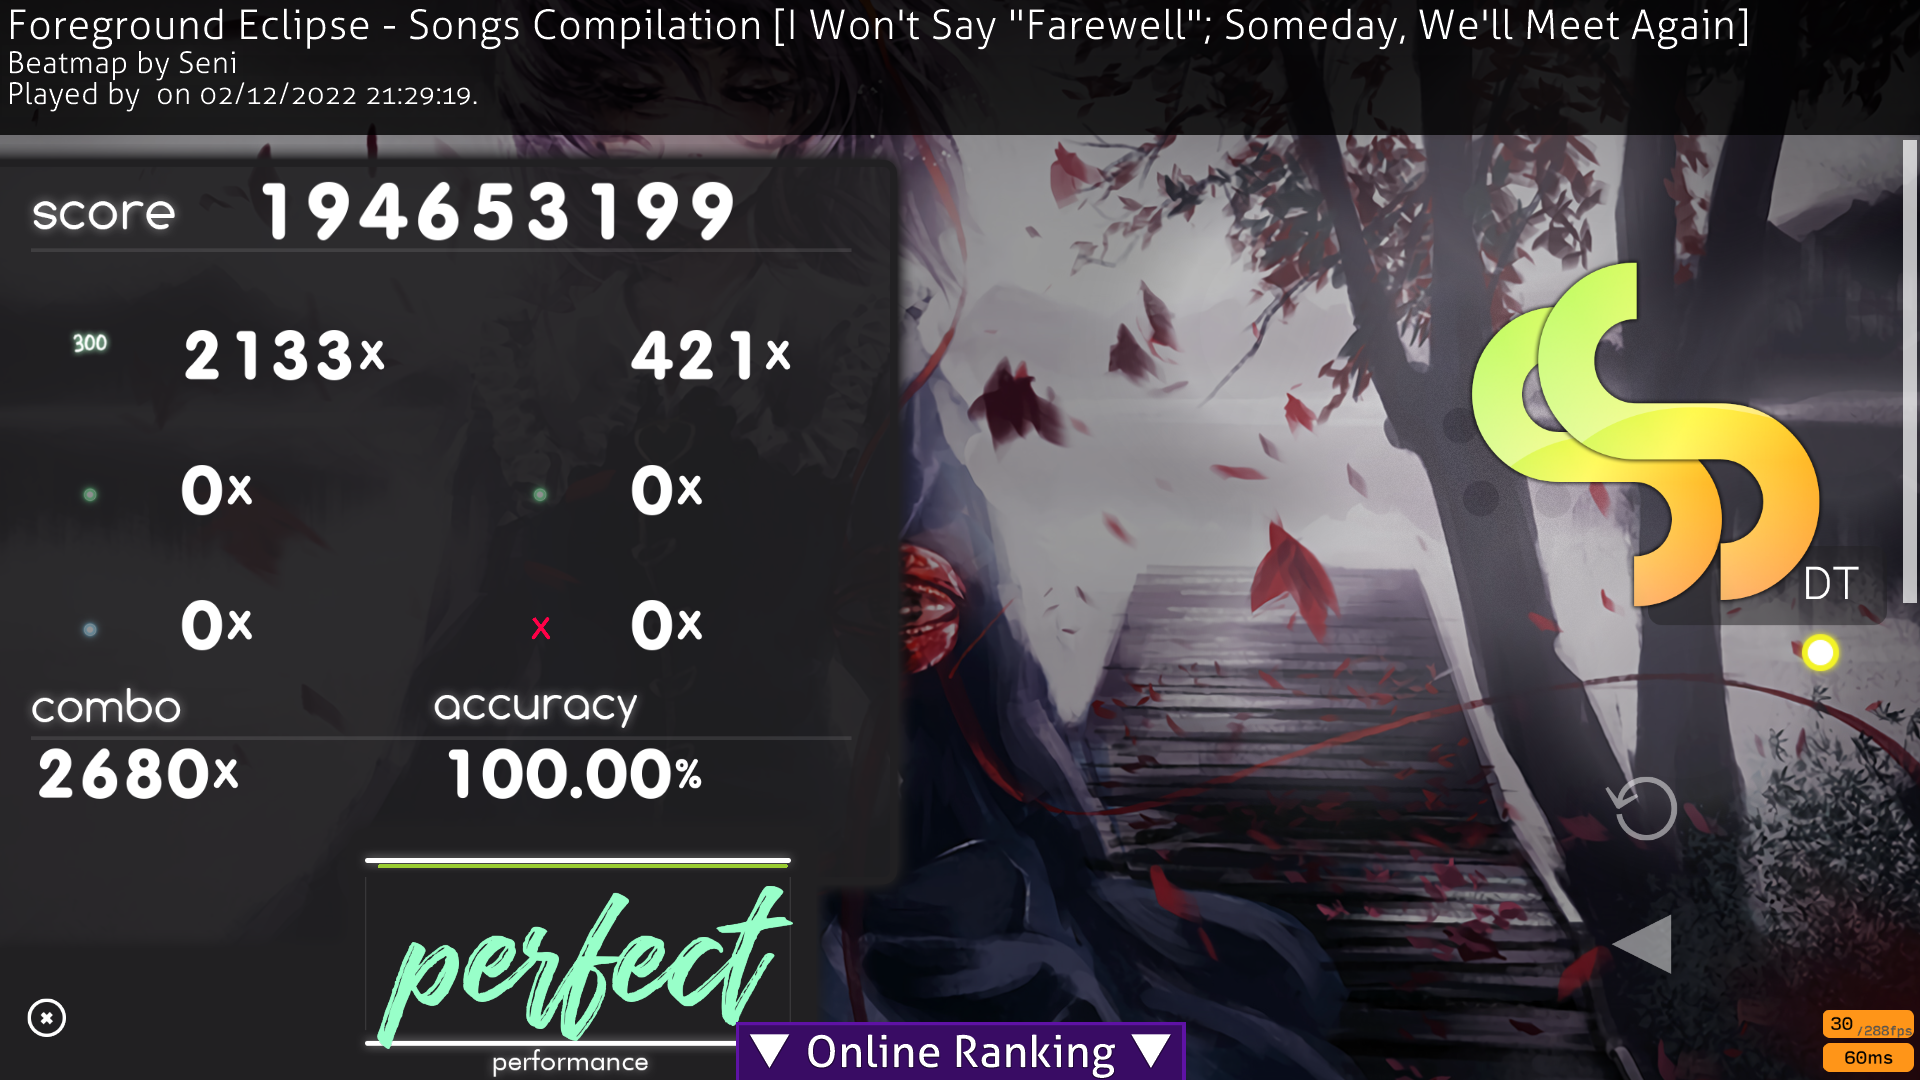 Foreground Eclipse - Songs Compilation [I Won't Say "Farewell"; Someday, We'll Meet Again]
Beatmap by Seni
Played by  on 02/12/2022 21:29:19.
score 194653199
300 2133x 421x
0x 0x
0x X 0x
combo accuracy
2680x 100.00%
DT
perfect
performance
▼ Online Ranking ▼
30 /288fps
60ms